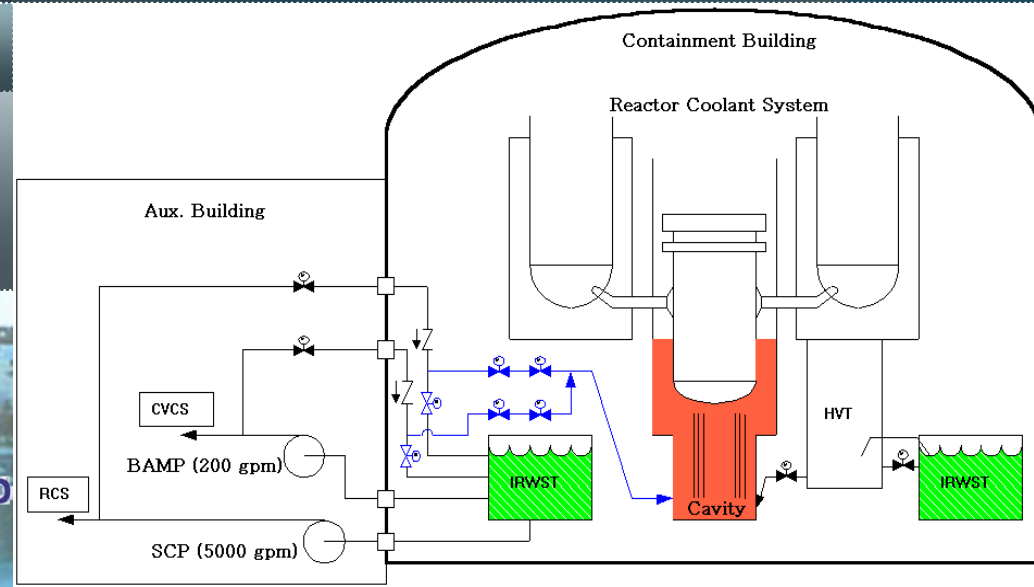 Containment Building
Reactor Coolant System
Aux. Building
CVCS
HVT
BAMP (200 gpm)
IRWST
IRWST
RCS
Cavity
SCP (5000 gpm)